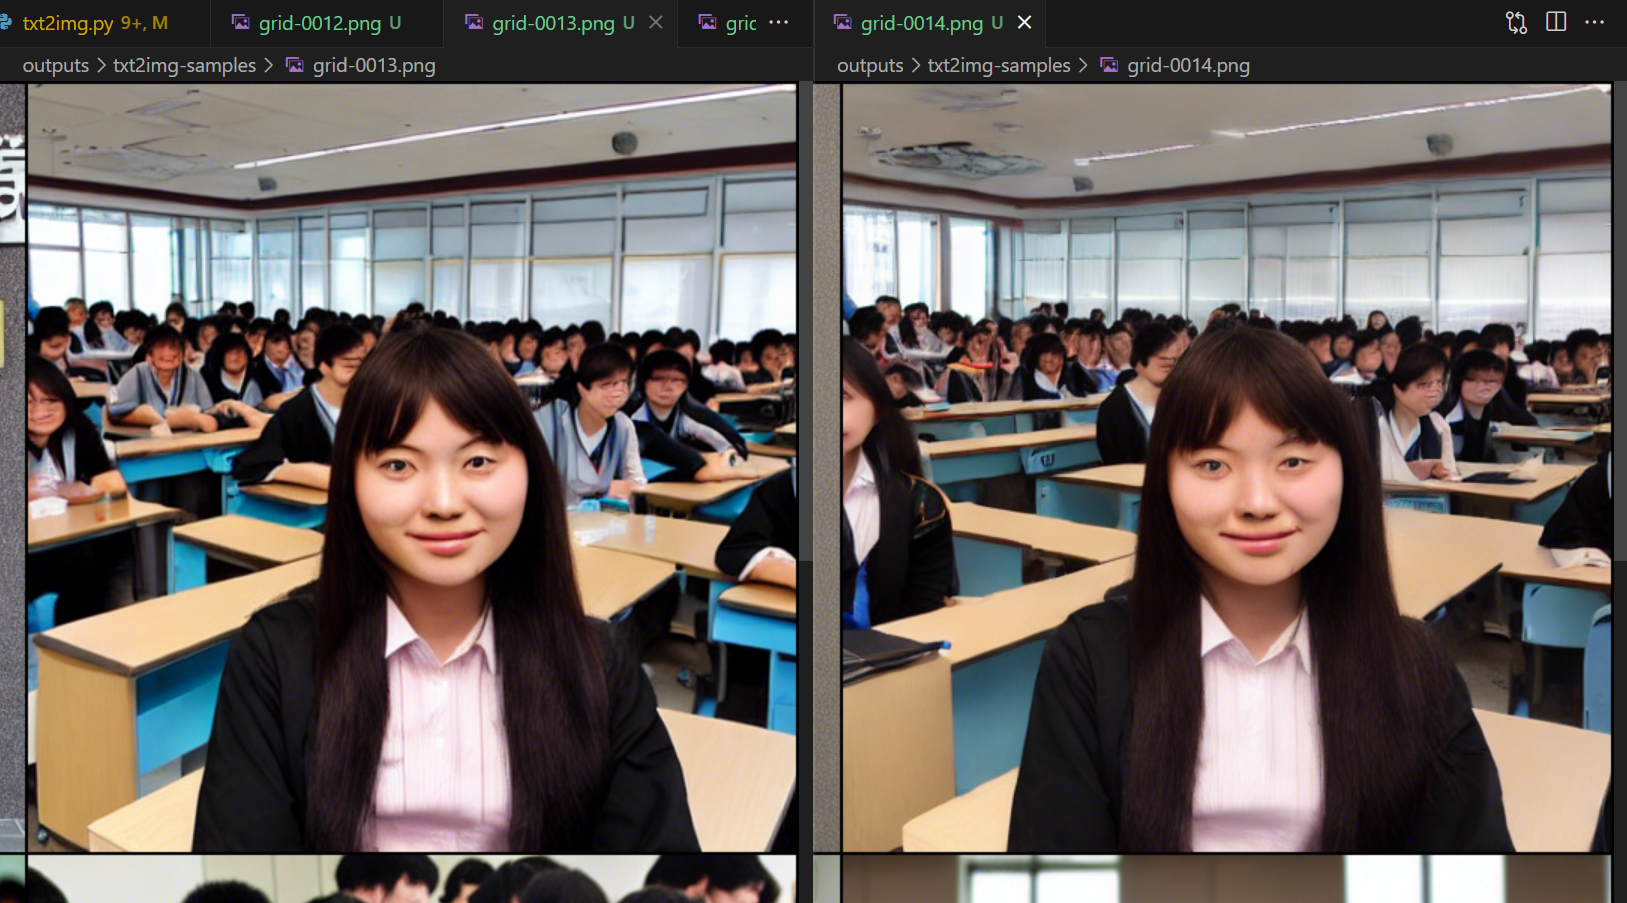 txt2img.py 9+, M
grid-0012.png U
grid-0013.png U
gric
grid-0014.png U
outputs > txt2img-samples > grid-0013.png
outputs > txt2img-samples > grid-0014.png